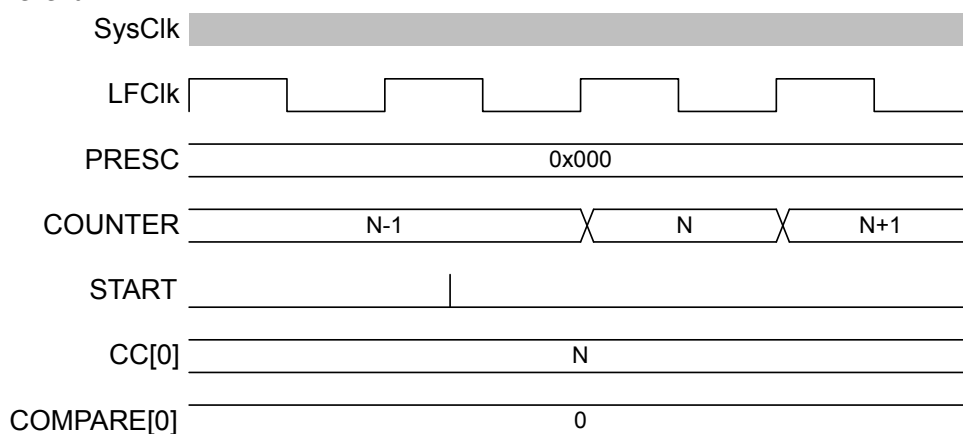 SysClk
LFClk
PRESC 0x000
COUNTER N-1 N N+1
START
CC[0] N
COMPARE[0] 0